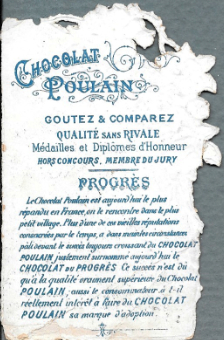 CHOCOLAT
POULAIN
GOUTEZ & COMPAREZ
QUALITÉ SANS RIVALE
Médailles et Diplômes d'Honneur
HORS CONCOURS, MEMBRE DU JURY
PROGRÈS
Le Chocolat Poulain est aujourd'hui le plus
répandu en France, on le rencontre dans le plus
petit village. Plus d'une de ces vieilles réputations
consacrées par le temps, a dans maintes circonstances
pâli devant le succès toujours croissant du CHOCOLAT
POULAIN justement surnommé aujourd'hui le
CHOCOLAT DU PROGRÈS Ce succès n'est dû
qu'à la qualité vraiment supérieure du Chocolat
POULAIN, aussi le consommateur a-t-il
réellement intérêt à faire du CHOCOLAT
POULAIN sa marque d'adoption.